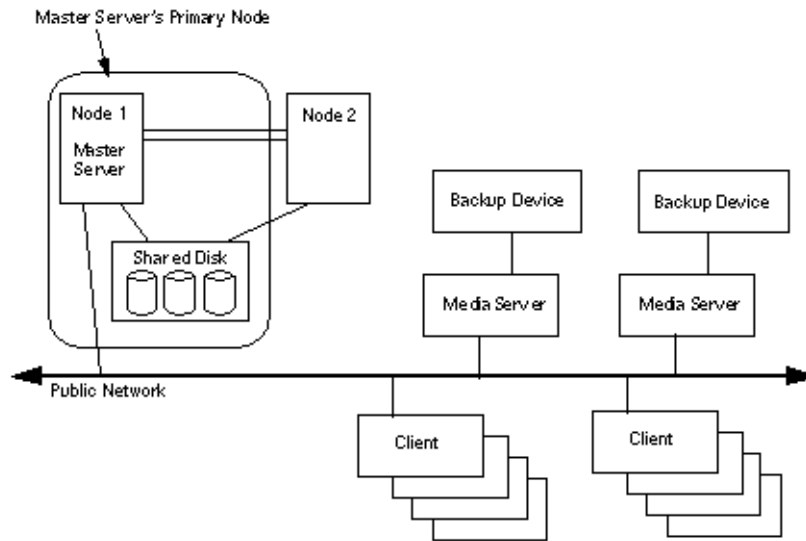 Master Server's Primary Node
Node 1
Master
Server
Node 2
Shared Disk
Backup Device
Backup Device
Media Server
Media Server
Public Network
Client
Client